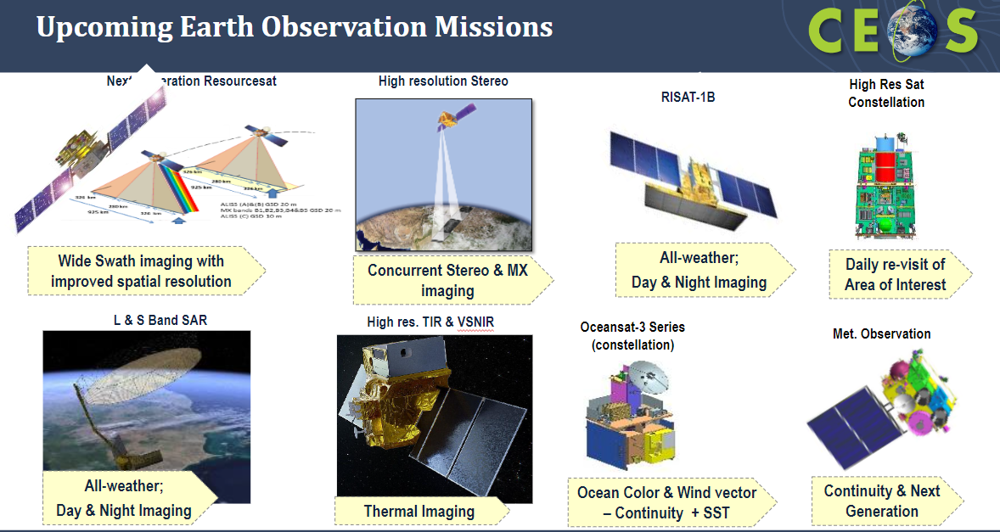 Upcoming Earth Observation Missions
CEOS
eration Resourcesat
High resolution Stereo
RISAT-1B
High Res Sat
Constellation
326 km
280 km
925 km
326 km
326 km
280 km
925 km
326 km
ALISS (A)&(B) GSD 20 m
MX bands B1,B2,B3,B4&B5 GSD 20 m
ALISS (C) GSD 10 m
Wide Swath imaging with
improved spatial resolution
Concurrent Stereo & MX
imaging
All-weather;
Day & Night Imaging
Daily re-visit of
Area of Interest
L & S Band SAR
High res. TIR & VSNIR
Oceansat-3 Series
(constellation)
Met. Observation
All-weather;
Day & Night Imaging
Thermal Imaging
Ocean Color & Wind vector
– Continuity + SST
Continuity & Next
Generation